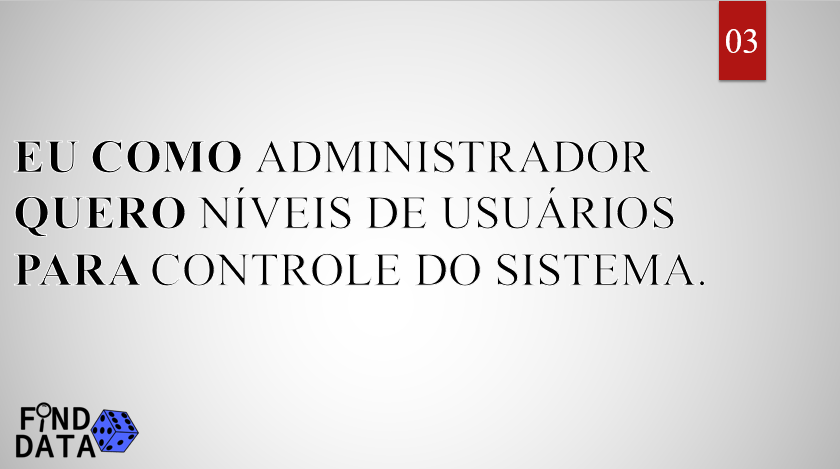 03
EU COMO ADMINISTRADOR
QUERO NÍVEIS DE USUÁRIOS
PARA CONTROLE DO SISTEMA.
FIND
DATA